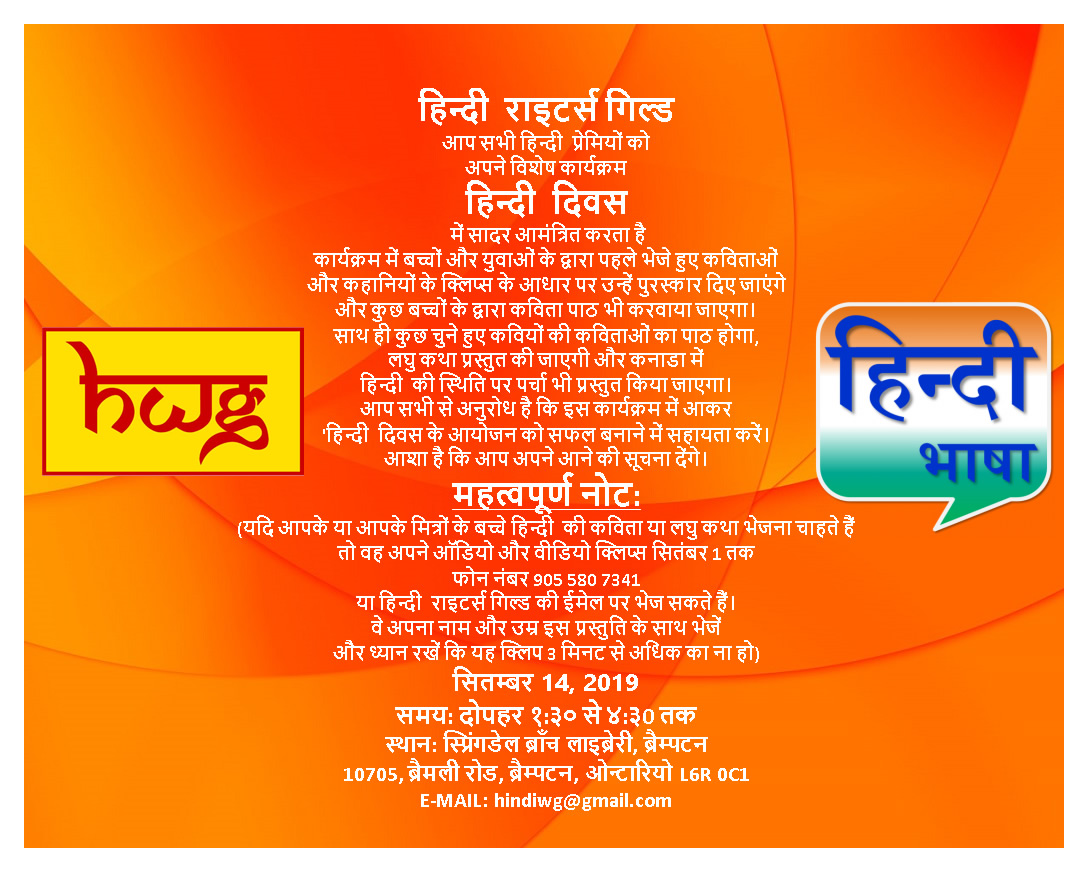 हिन्दी राइटर्स गिल्ड
आप सभी हिन्दी प्रेमियों को
अपने विशेष कार्यक्रम
हिन्दी दिवस
में सादर आमंत्रित करता है
कार्यक्रम में बच्चों और युवाओं के द्वारा पहले भेजे हुए कविताओं
और कहानियों के क्लिप्स के आधार पर उन्हें पुरस्कार दिए जाएंगे
और कुछ बच्चों के द्वारा कविता पाठ भी करवाया जाएगा।
साथ ही कुछ चुने हुए कवियों की कविताओं का पाठ होगा,
लघु कथा प्रस्तुत की जाएगी और कनाडा में
हिन्दी की स्थिति पर पर्चा भी प्रस्तुत किया जाएगा।
आप सभी से अनुरोध है कि इस कार्यक्रम में आकर
'हिन्दी दिवस के आयोजन को सफल बनाने में सहायता करें।
आशा है कि आप अपने आने की सूचना देंगे।
hwg
हिन्दी
भाषा
महत्वपूर्ण नोट:
(यदि आपके या आपके मित्रों के बच्चे हिन्दी की कविता या लघु कथा भेजना चाहते हैं
तो वह अपने ऑडियो और वीडियो क्लिप्स सितंबर 1 तक
फोन नंबर 905 580 7341
या हिन्दी राइटर्स गिल्ड की ईमेल पर भेज सकते हैं।
वे अपना नाम और उम्र इस प्रस्तुति के साथ भेजें
और ध्यान रखें कि यह क्लिप 3 मिनट से अधिक का ना हो)
सितम्बर 14, 2019
समय: दोपहर १:३० से ४:३0 तक
स्थान: स्प्रिंगडेल ब्राँच लाइब्रेरी, ब्रैम्पटन
10705, ब्रैमली रोड, ब्रैम्पटन, ओन्टारियो L6R 0C1
E-MAIL: hindiwg@gmail.com